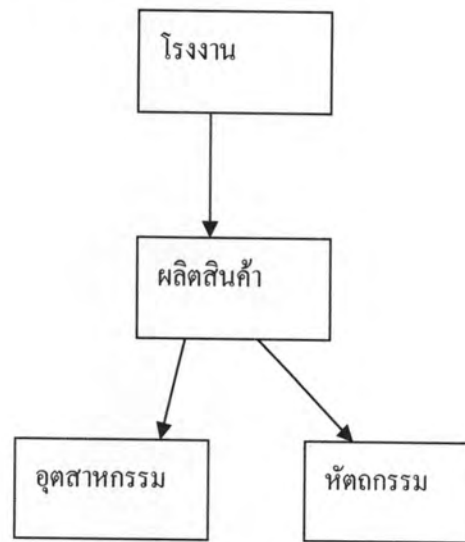 โรงงาน
ผลิตสินค้า
อุตสาหกรรม
หัตถกรรม